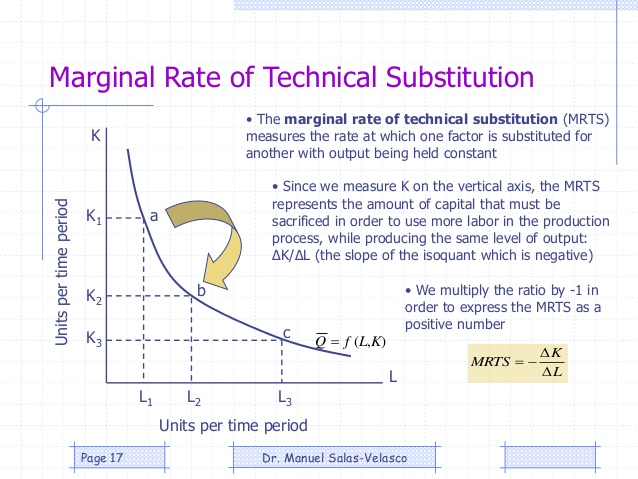 Marginal Rate of Technical Substitution
• The marginal rate of technical substitution (MRTS)
measures the rate at which one factor is substituted for
another with output being held constant
• Since we measure K on the vertical axis, the MRTS
represents the amount of capital that must be
sacrificed in order to use more labor in the production
process, while producing the same level of output:
ΔK/ΔL (the slope of the isoquant which is negative)
• We multiply the ratio by -1 in
order to express the MRTS as a
positive number
MRTS = − ΔK / ΔL
K
Units per time period
K₁
a
K₂
b
K₃
c
Q̅ = f (L,K)
L
L₁ L₂ L₃
Units per time period
Page 17
Dr. Manuel Salas-Velasco